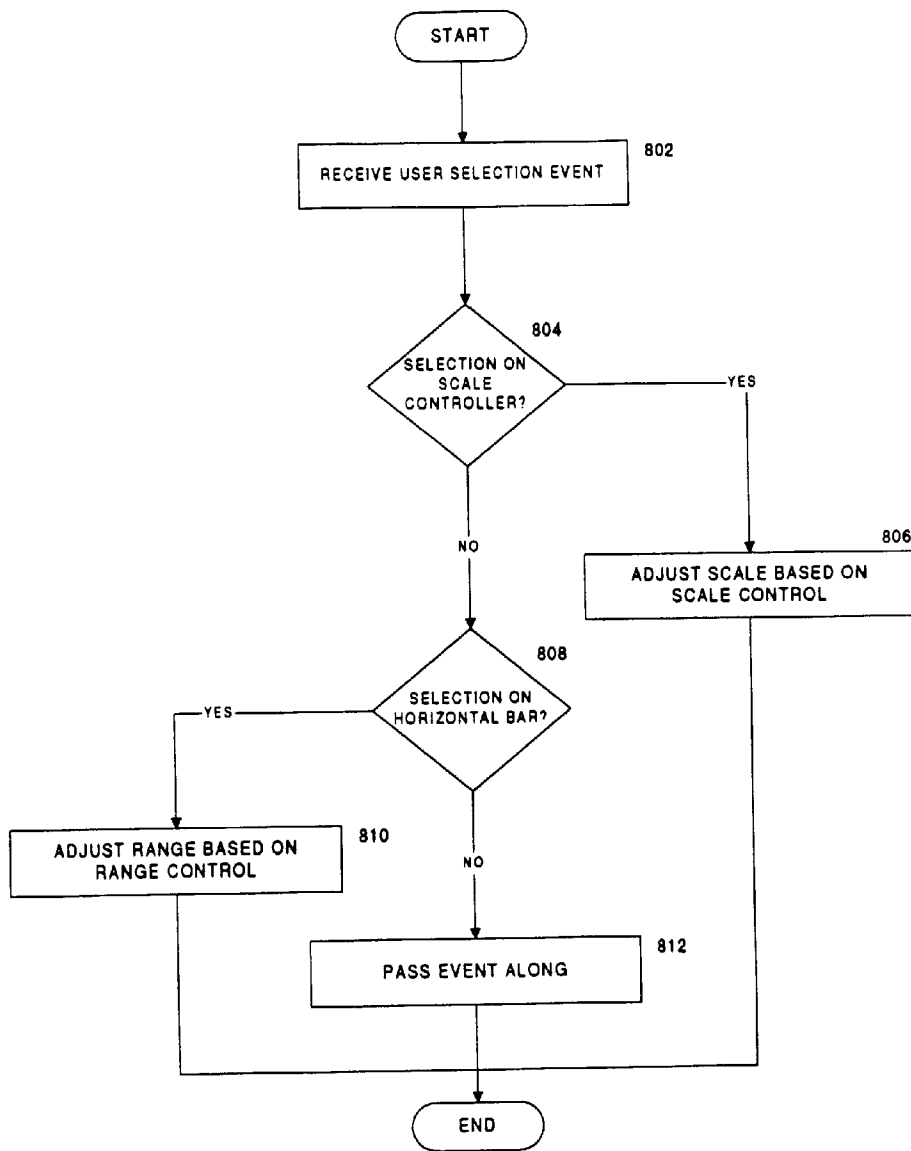 START
802
RECEIVE USER SELECTION EVENT
804
SELECTION ON
SCALE
CONTROLLER?
YES
NO
806
ADJUST SCALE BASED ON
SCALE CONTROL
808
SELECTION ON
HORIZONTAL BAR?
YES
810
ADJUST RANGE BASED ON
RANGE CONTROL
NO
812
PASS EVENT ALONG
END